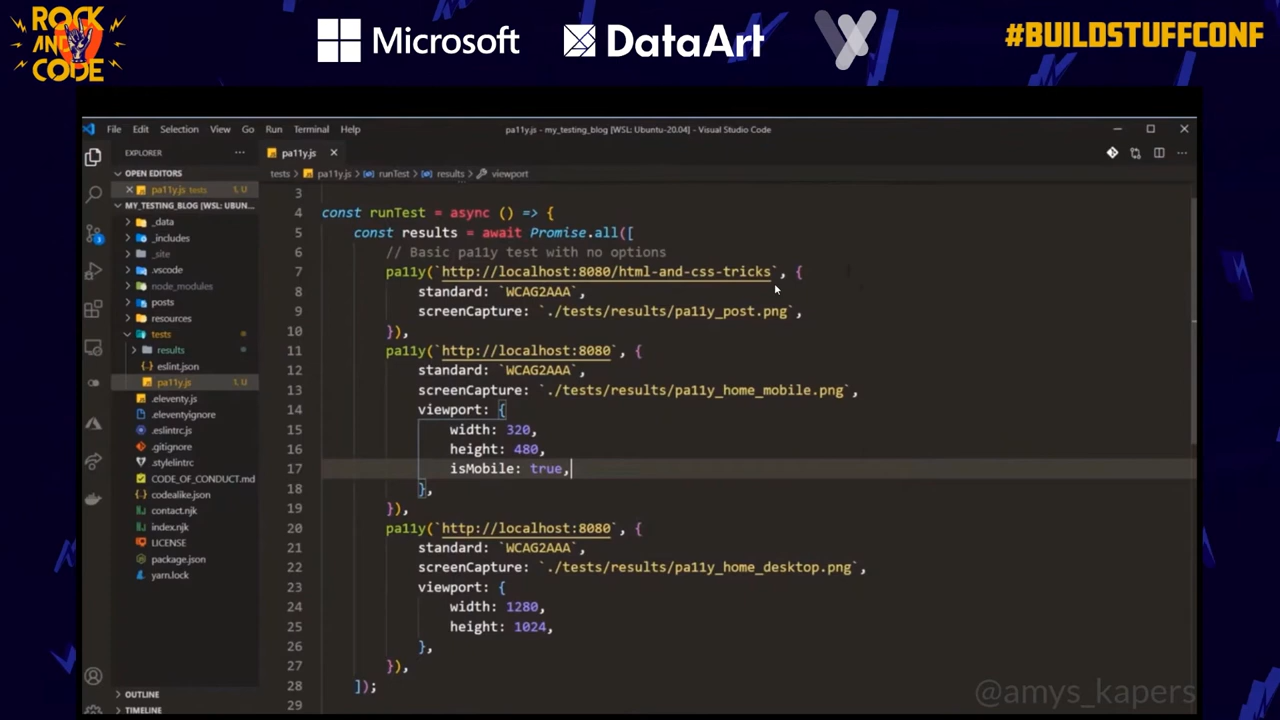 ROCK
AND
CODE
Microsoft
DataArt
#BUILDSTUFFCONF
File Edit Selection View Go Run Terminal Help
pa11y.js - my_testing_blog [WSL: Ubuntu-20.04] - Visual Studio Code
EXPLORER
pa11y.js
OPEN EDITORS
pa11y.js tests 1, U
MY_TESTING_BLOG [WSL: UBUN...
_data
_includes
_site
.vscode
node_modules
posts
resources
tests
results
eslint.json
pa11y.js 1, U
.eleventy.js
.eleventyignore
.eslintrc.js
.gitignore
.stylelintrc
CODE_OF_CONDUCT.md
codealike.json
contact.njk
index.njk
LICENSE
package.json
yarn.lock
OUTLINE
TIMELINE
tests > pa11y.js > runTest > results > viewport
3
4 const runTest = async () => {
5 const results = await Promise.all([
6 // Basic pa11y test with no options
7 pa11y(`http://localhost:8080/html-and-css-tricks`, {
8 standard: `WCAG2AAA`,
9 screenCapture: `./tests/results/pa11y_post.png`,
10 }),
11 pa11y(`http://localhost:8080`, {
12 standard: `WCAG2AAA`,
13 screenCapture: `./tests/results/pa11y_home_mobile.png`,
14 viewport: {
15 width: 320,
16 height: 480,
17 isMobile: true,
18 },
19 }),
20 pa11y(`http://localhost:8080`, {
21 standard: `WCAG2AAA`,
22 screenCapture: `./tests/results/pa11y_home_desktop.png`,
23 viewport: {
24 width: 1280,
25 height: 1024,
26 },
27 }),
28 ]);
29
@amys_kapers